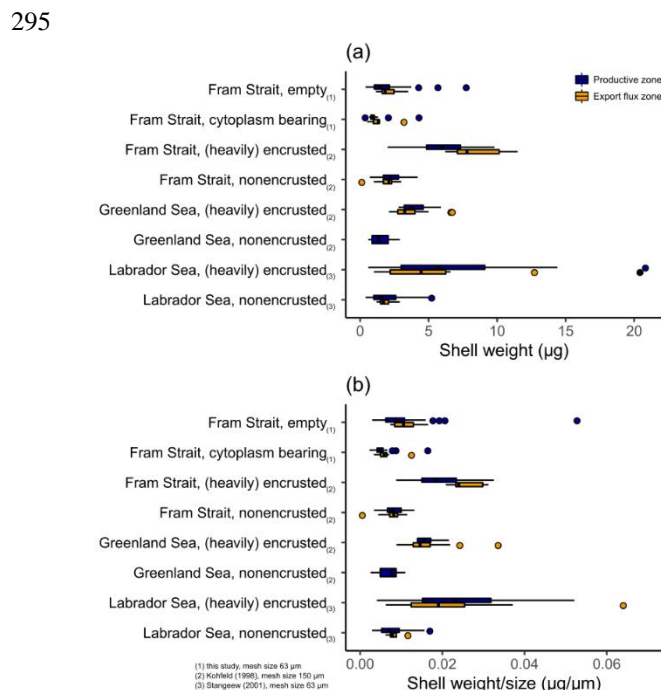 295
(a)
Productive zone
Export flux zone
Fram Strait, empty(1)
Fram Strait, cytoplasm bearing(1)
Fram Strait, (heavily) encrusted(2)
Fram Strait, nonencrusted(2)
Greenland Sea, (heavily) encrusted(2)
Greenland Sea, nonencrusted(2)
Labrador Sea, (heavily) encrusted(3)
Labrador Sea, nonencrusted(3)
0 5 10 15 20
Shell weight (µg)
(b)
Fram Strait, empty(1)
Fram Strait, cytoplasm bearing(1)
Fram Strait, (heavily) encrusted(2)
Fram Strait, nonencrusted(2)
Greenland Sea, (heavily) encrusted(2)
Greenland Sea, nonencrusted(2)
Labrador Sea, (heavily) encrusted(3)
Labrador Sea, nonencrusted(3)
0.00 0.02 0.04 0.06
Shell weight/size (µg/µm)
(1) this study, mesh size 63 µm
(2) Kohfeld (1998), mesh size 150 µm
(3) Stangeew (2001), mesh size 63 µm